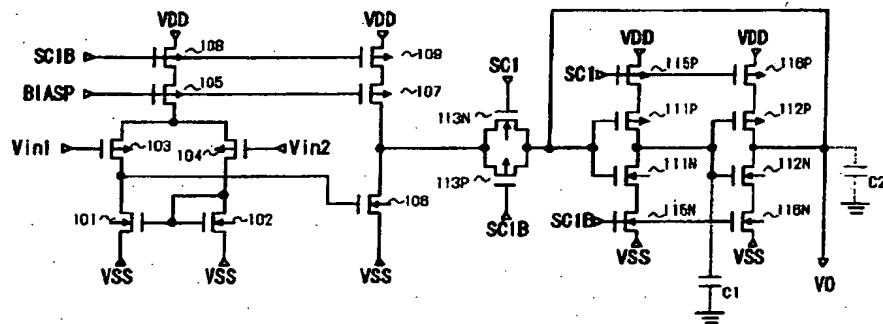 VDD VDD
SC1B 108 109
VDD VDD
SC1 SC1 115P 116P
BIASP 105 107
113N 111P 112P
Vin1 103 104 Vin2
111N 112N C2
101 102 106 113P
SC1B SC1B 115N 116N
VSS VSS VSS VSS VSS
C1 VO